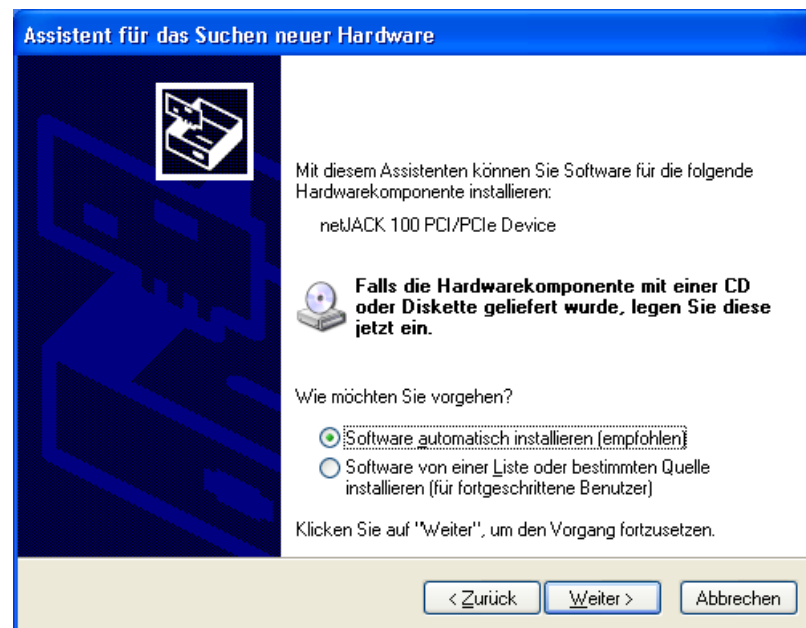 Assistent für das Suchen neuer Hardware
Mit diesem Assistenten können Sie Software für die folgende
Hardwarekomponente installieren:
netJACK 100 PCI/PCIe Device
Falls die Hardwarekomponente mit einer CD
oder Diskette geliefert wurde, legen Sie diese
jetzt ein.
Wie möchten Sie vorgehen?
Software automatisch installieren (empfohlen)
Software von einer Liste oder bestimmten Quelle
installieren (für fortgeschrittene Benutzer)
Klicken Sie auf "Weiter", um den Vorgang fortzusetzen.
< Zurück
Weiter >
Abbrechen